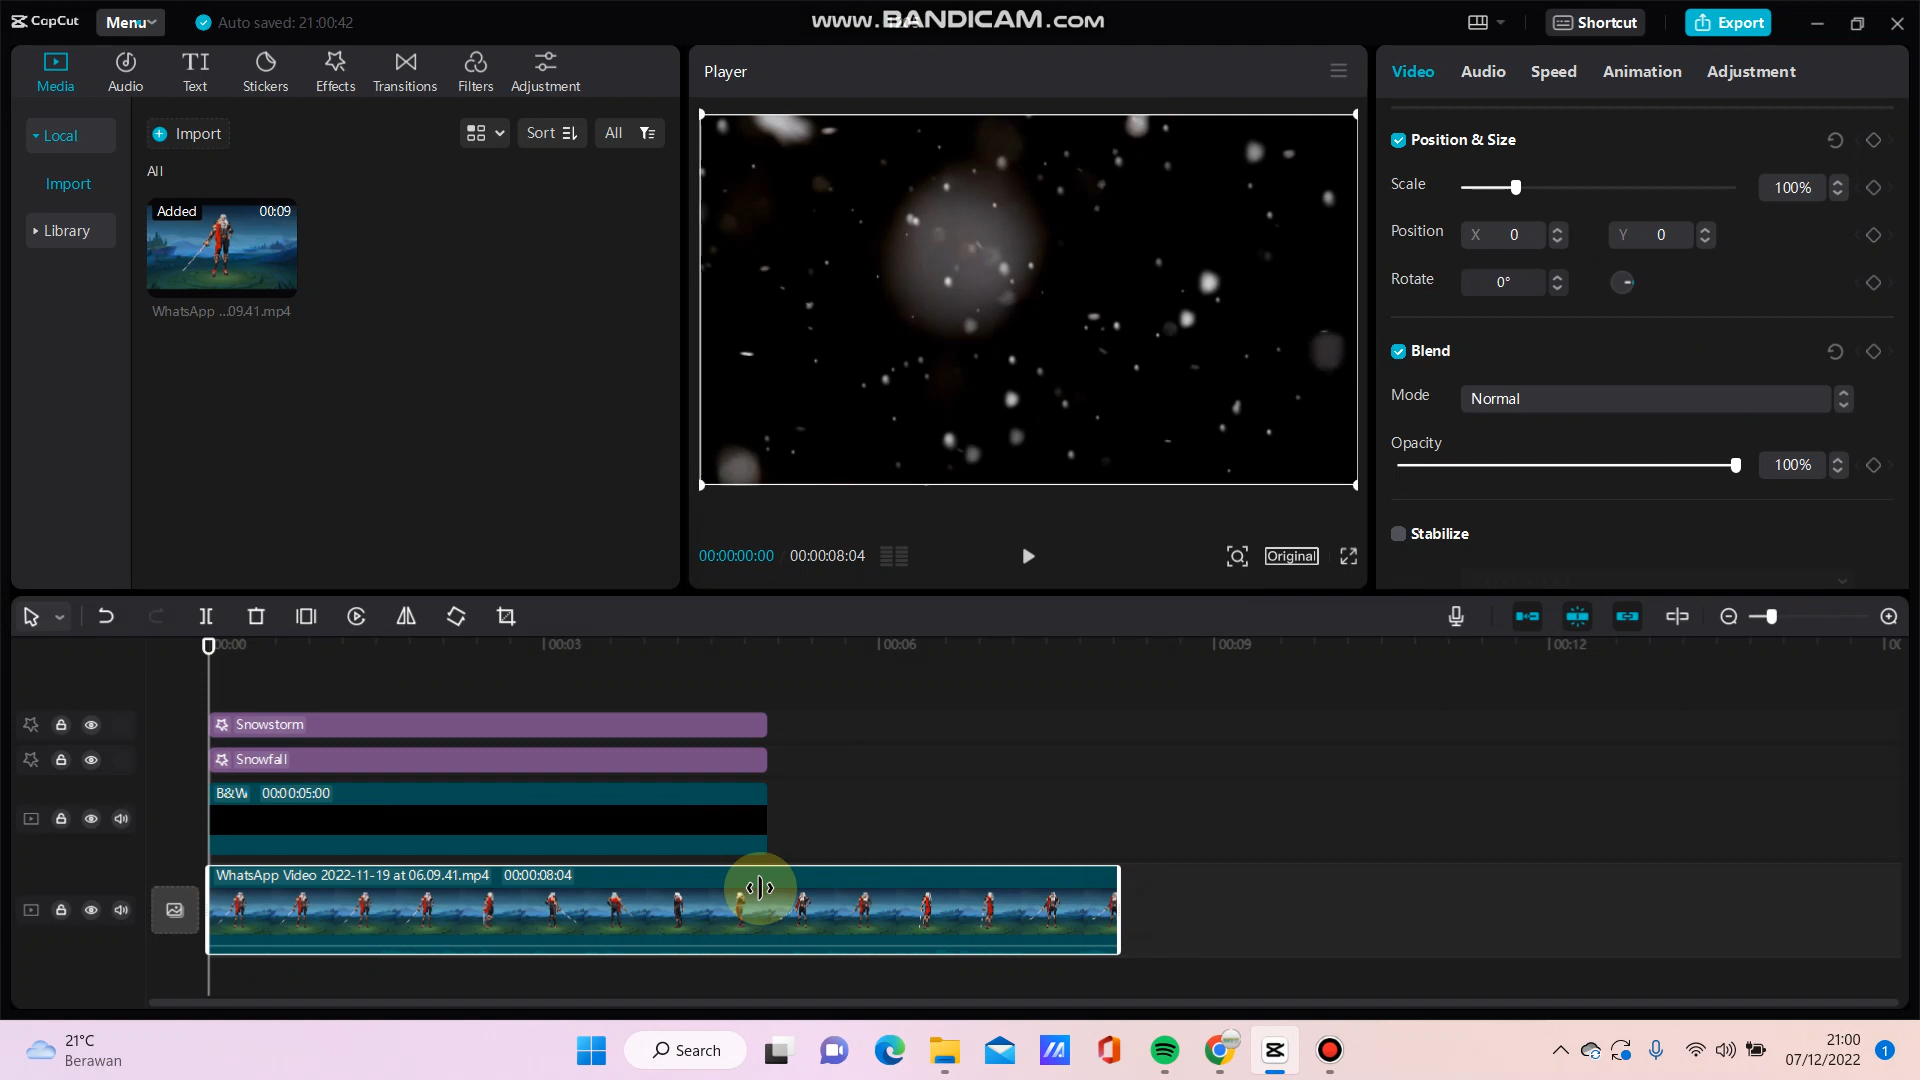 CapCut
Menu
Auto saved: 21:00:42
www.BANDICAM.com
Shortcut
Export
Media
Audio
Text
Stickers
Effects
Transitions
Filters
Adjustment
Local
Import
Library
Import
Sort
All
All
Added
00:09
WhatsApp ...09.41.mp4
Player
00:00:00:00
00:00:08:04
Original
Video
Audio
Speed
Animation
Adjustment
Position & Size
Scale
100%
Position
X 0
Y 0
Rotate
0°
Blend
Mode
Normal
Opacity
100%
Stabilize
00:00
00:03
00:06
00:09
00:12
Snowstorm
Snowfall
B&W 00:00:05:00
WhatsApp Video 2022-11-19 at 06.09.41.mp4 00:00:08:04
21°C
Berawan
Search
21:00
07/12/2022
1